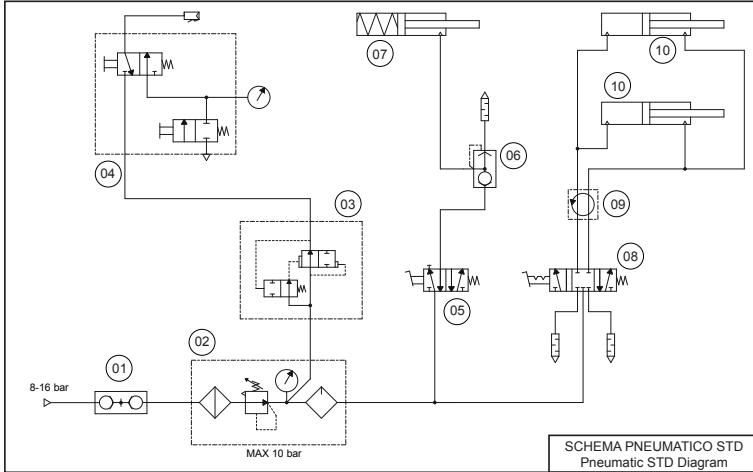 07
10
10
06
04
03
09
08
05
02
01
8-16 bar
MAX 10 bar
SCHEMA PNEUMATICO STD
Pneumatic STD Diagram